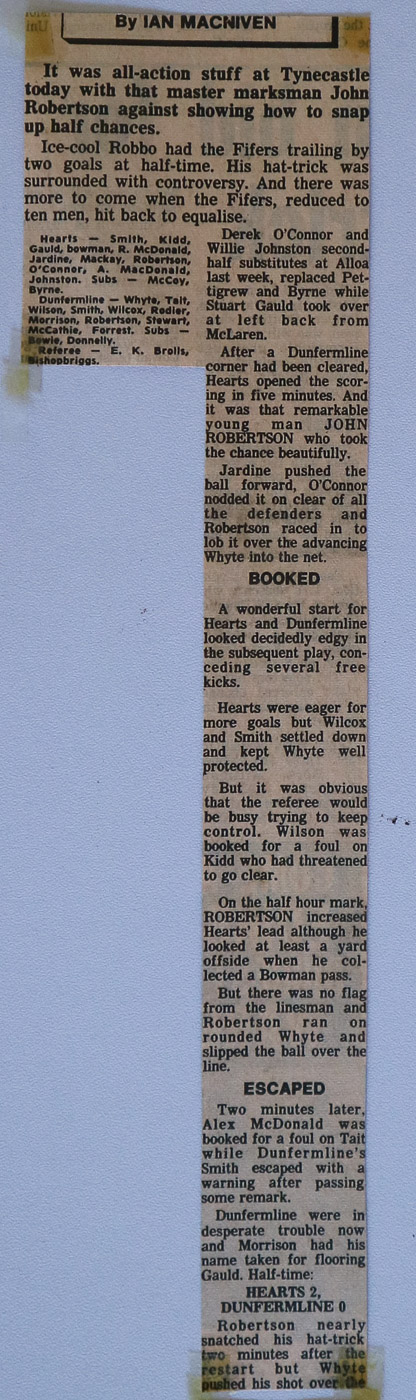 By IAN MACNIVEN
It was all-action stuff at Tynecastle
today with that master marksman John
Robertson against showing how to snap
up half chances.
Ice-cool Robbo had the Fifers trailing by
two goals at half-time. His hat-trick was
surrounded with controversy. And there was
more to come when the Fifers, reduced to
ten men, hit back to equalise.
Hearts — Smith, Kidd,
Gauld, bowman, R. McDonald,
Jardine, Mackay, Robertson,
O'Connor, A. MacDonald,
Johnston. Subs — McCoy,
Byrne.
Dunfermline — Whyte, Tait,
Wilson, Smith, Wilcox, Rodier,
Morrison, Robertson, Stewart,
McCathie, Forrest. Subs —
Bowie, Donnelly.
Referee — E. K. Brolls,
Bishopbriggs.
Derek O'Connor and
Willie Johnston second-
half substitutes at Alloa
last week, replaced Pet-
tigrew and Byrne while
Stuart Gauld took over
at left back from
McLaren.
After a Dunfermline
corner had been cleared,
Hearts opened the scor-
ing in five minutes. And
it was that remarkable
young man JOHN
ROBERTSON who took
the chance beautifully.
Jardine pushed the
ball forward, O'Connor
nodded it on clear of all
the defenders and
Robertson raced in to
lob it over the advancing
Whyte into the net.
BOOKED
A wonderful start for
Hearts and Dunfermline
looked decidedly edgy in
the subsequent play, con-
ceding several free
kicks.
Hearts were eager for
more goals but Wilcox
and Smith settled down
and kept Whyte well
protected.
But it was obvious
that the referee would
be busy trying to keep
control. Wilson was
booked for a foul on
Kidd who had threatened
to go clear.
On the half hour mark,
ROBERTSON increased
Hearts' lead although he
looked at least a yard
offside when he col-
lected a Bowman pass.
But there was no flag
from the linesman and
Robertson ran on
rounded Whyte and
slipped the ball over the
line.
ESCAPED
Two minutes later,
Alex McDonald was
booked for a foul on Tait
while Dunfermline's
Smith escaped with a
warning after passing
some remark.
Dunfermline were in
desperate trouble now
and Morrison had his
name taken for flooring
Gauld. Half-time:
HEARTS 2,
DUNFERMLINE 0
Robertson nearly
snatched his hat-trick
two minutes after the
restart but Whyte
pushed his shot over the